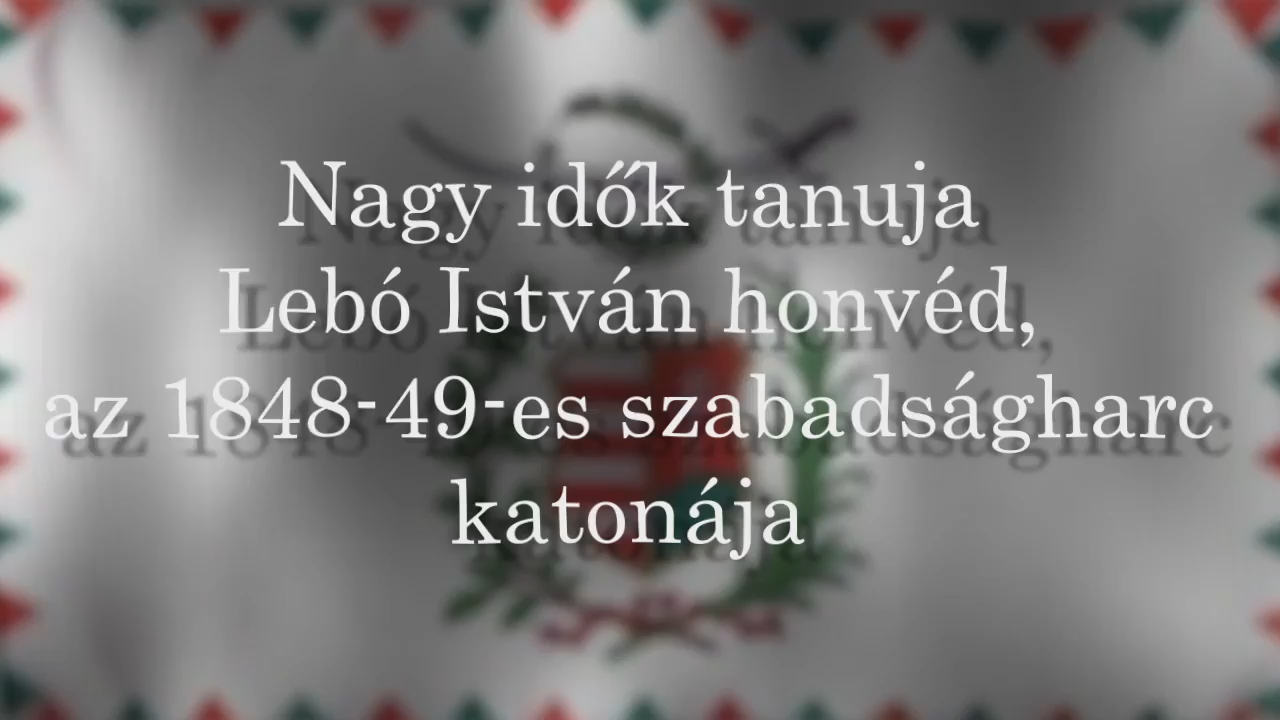 Nagy idők tanuja
Lebó István honvéd,
az 1848-49-es szabadságharc
katonája